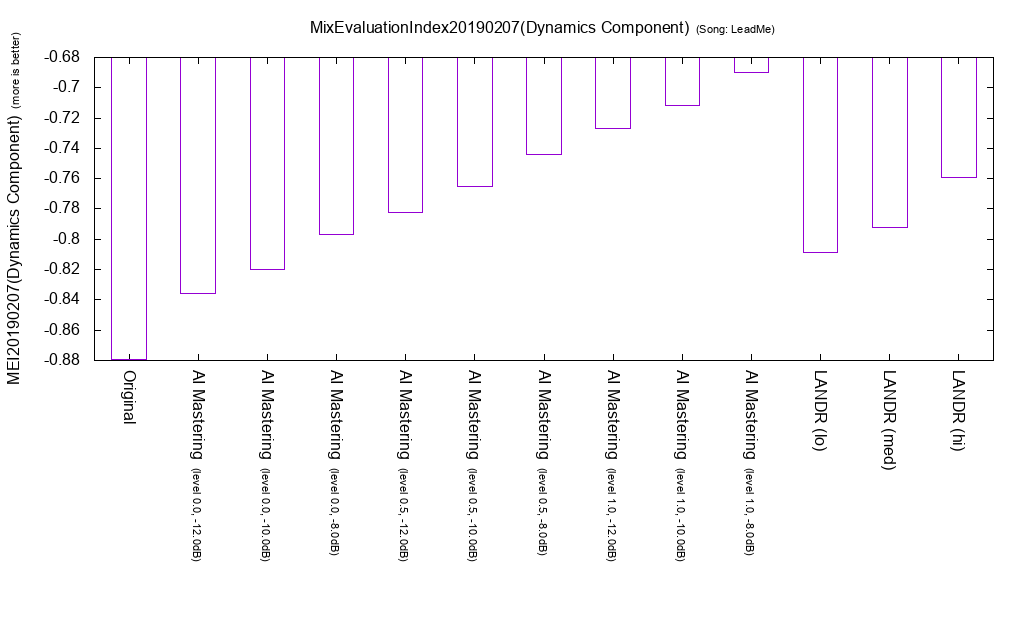 MixEvaluationIndex20190207(Dynamics Component) (Song: LeadMe)
MEI20190207(Dynamics Component) (more is better)
-0.68
-0.7
-0.72
-0.74
-0.76
-0.78
-0.8
-0.82
-0.84
-0.86
-0.88
Original
AI Mastering (level 0.0, -12.0dB)
AI Mastering (level 0.0, -10.0dB)
AI Mastering (level 0.0, -8.0dB)
AI Mastering (level 0.5, -12.0dB)
AI Mastering (level 0.5, -10.0dB)
AI Mastering (level 0.5, -8.0dB)
AI Mastering (level 1.0, -12.0dB)
AI Mastering (level 1.0, -10.0dB)
AI Mastering (level 1.0, -8.0dB)
LANDR (lo)
LANDR (med)
LANDR (hi)